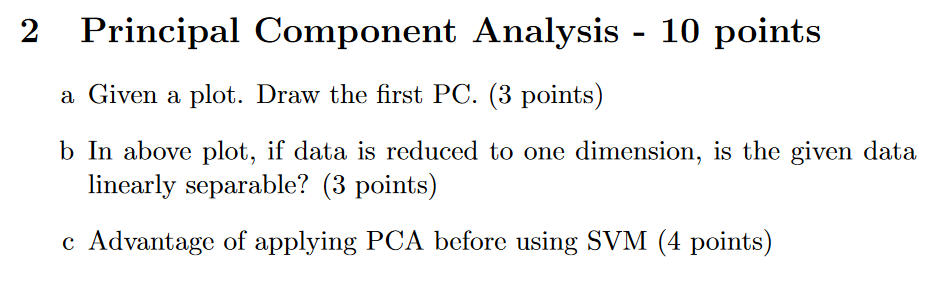 2 Principal Component Analysis - 10 points
a Given a plot. Draw the first PC. (3 points)
b In above plot, if data is reduced to one dimension, is the given data
linearly separable? (3 points)
c Advantage of applying PCA before using SVM (4 points)